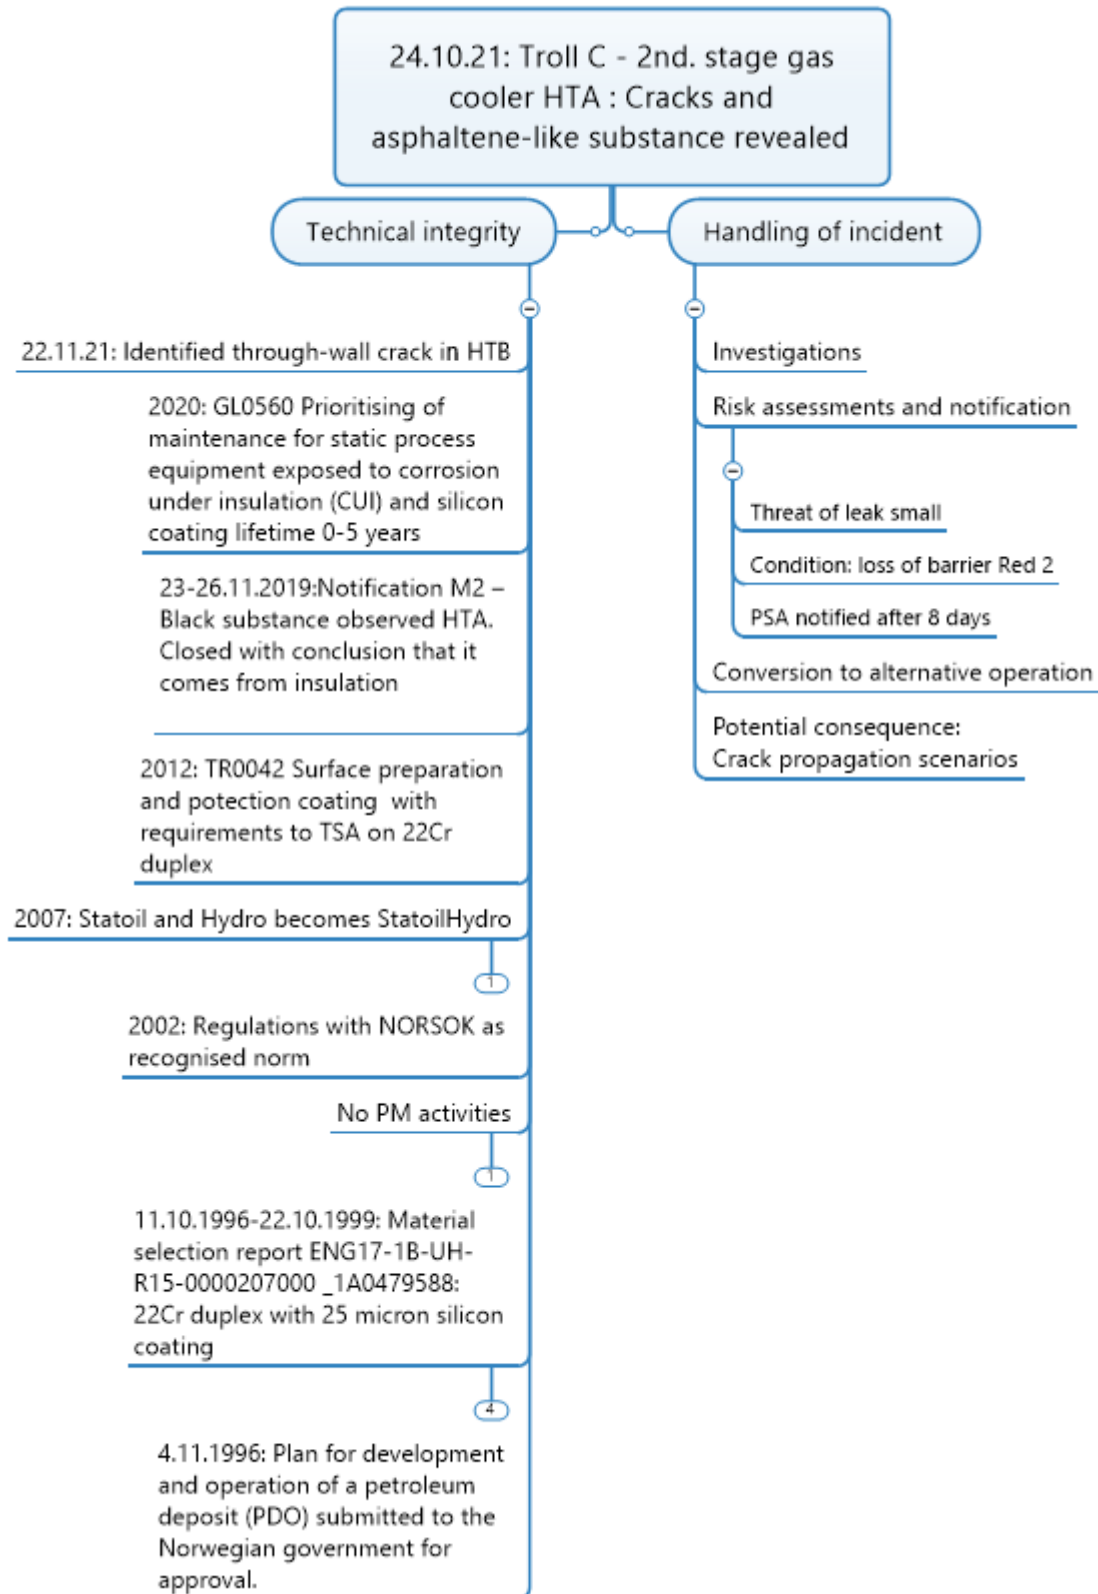 24.10.21: Troll C - 2nd. stage gas
cooler HTA : Cracks and
asphaltene-like substance revealed
Technical integrity
22.11.21: Identified through-wall crack in HTB
2020: GL0560 Prioritising of
maintenance for static process
equipment exposed to corrosion
under insulation (CUI) and silicon
coating lifetime 0-5 years
23-26.11.2019:Notification M2 –
Black substance observed HTA.
Closed with conclusion that it
comes from insulation
2012: TR0042 Surface preparation
and potection coating  with
requirements to TSA on 22Cr
duplex
2007: Statoil and Hydro becomes StatoilHydro
1
2002: Regulations with NORSOK as
recognised norm
No PM activities
1
11.10.1996-22.10.1999: Material
selection report ENG17-1B-UH-
R15-0000207000 _1A0479588:
22Cr duplex with 25 micron silicon
coating
4
4.11.1996: Plan for development
and operation of a petroleum
deposit (PDO) submitted to the
Norwegian government for
approval.
Handling of incident
Investigations
Risk assessments and notification
Threat of leak small
Condition: loss of barrier Red 2
PSA notified after 8 days
Conversion to alternative operation
Potential consequence:
Crack propagation scenarios